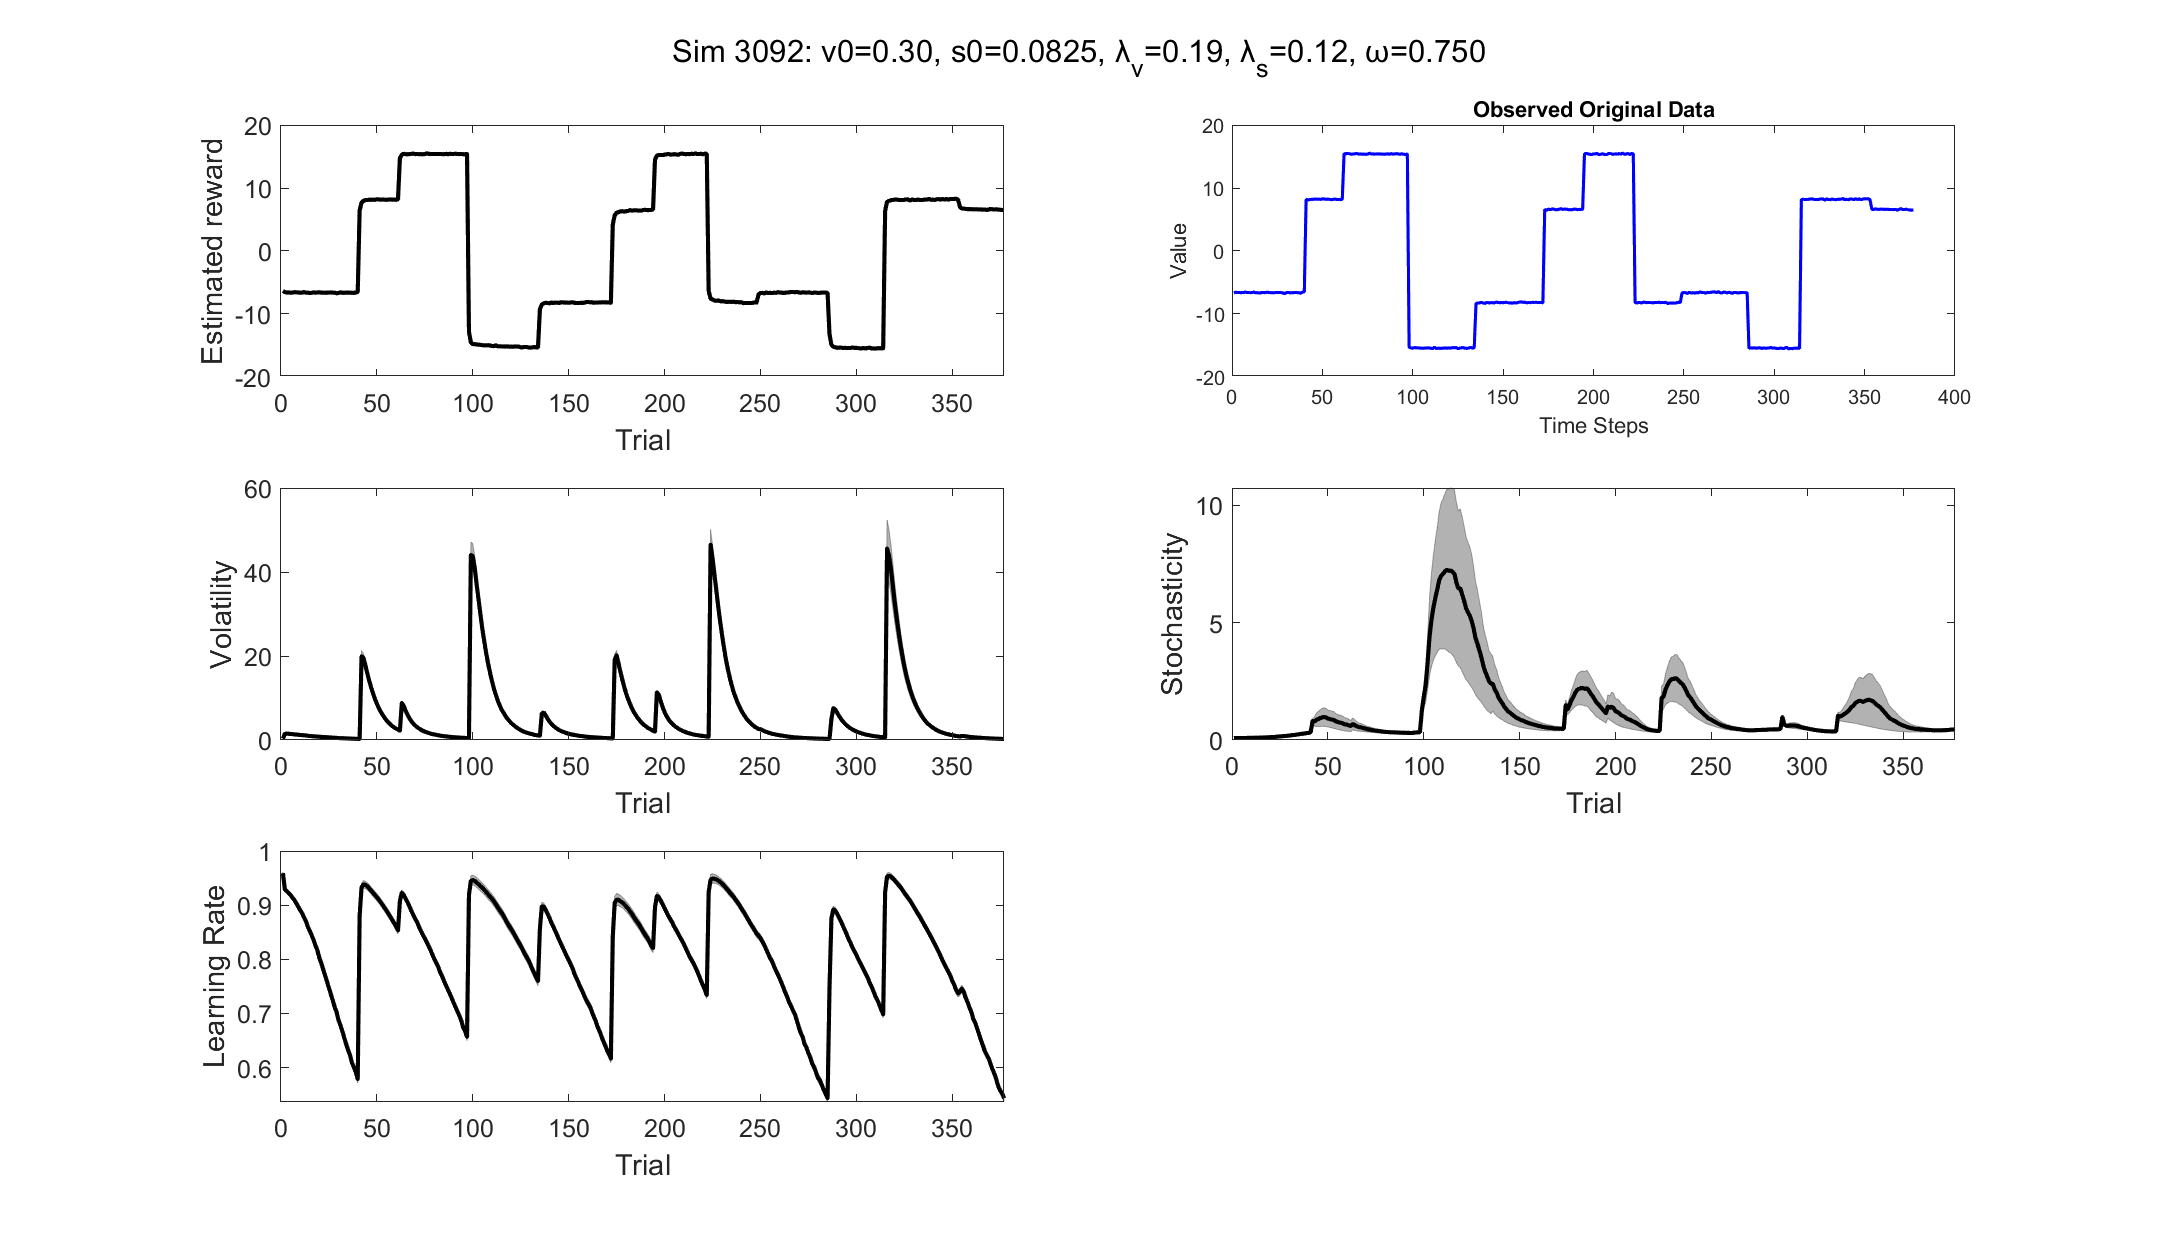 Sim 3092: v0=0.30, s0=0.0825, λ_v=0.19, λ_s=0.12, ω=0.750
Estimated reward
20
10
0
-10
-20
0 50 100 150 200 250 300 350
Trial
Observed Original Data
Value
20
10
0
-10
-20
0 50 100 150 200 250 300 350 400
Time Steps
Volatility
60
40
20
0
0 50 100 150 200 250 300 350
Trial
Stochasticity
10
5
0
0 50 100 150 200 250 300 350
Trial
Learning Rate
1
0.9
0.8
0.7
0.6
0 50 100 150 200 250 300 350
Trial